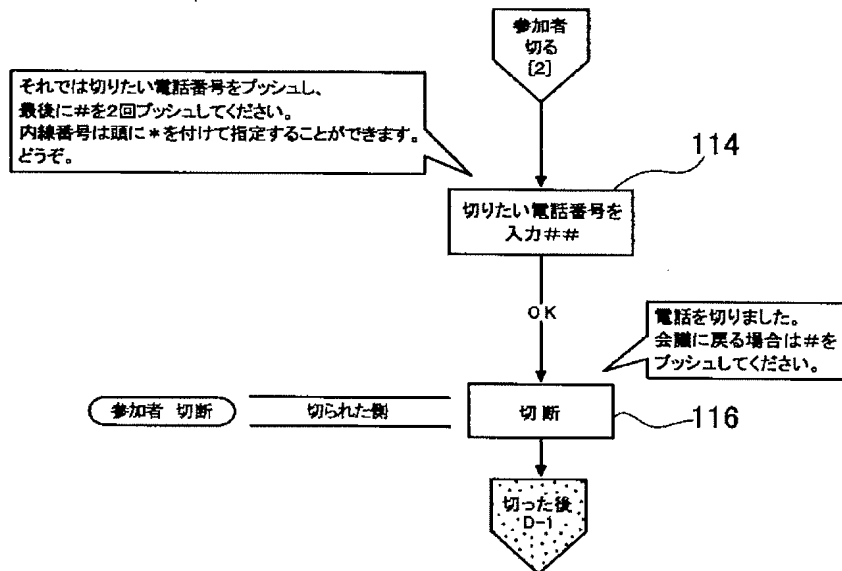 参加者
切る
[2]
それでは切りたい電話番号をプッシュし、
最後に#を2回プッシュしてください。
内線番号は頭に*を付けて指定することができます。
どうぞ。
114
切りたい電話番号を
入力##
OK
電話を切りました。
会議に戻る場合は#を
プッシュしてください。
参加者 切断
切られた側
切断
116
切った後
D-1